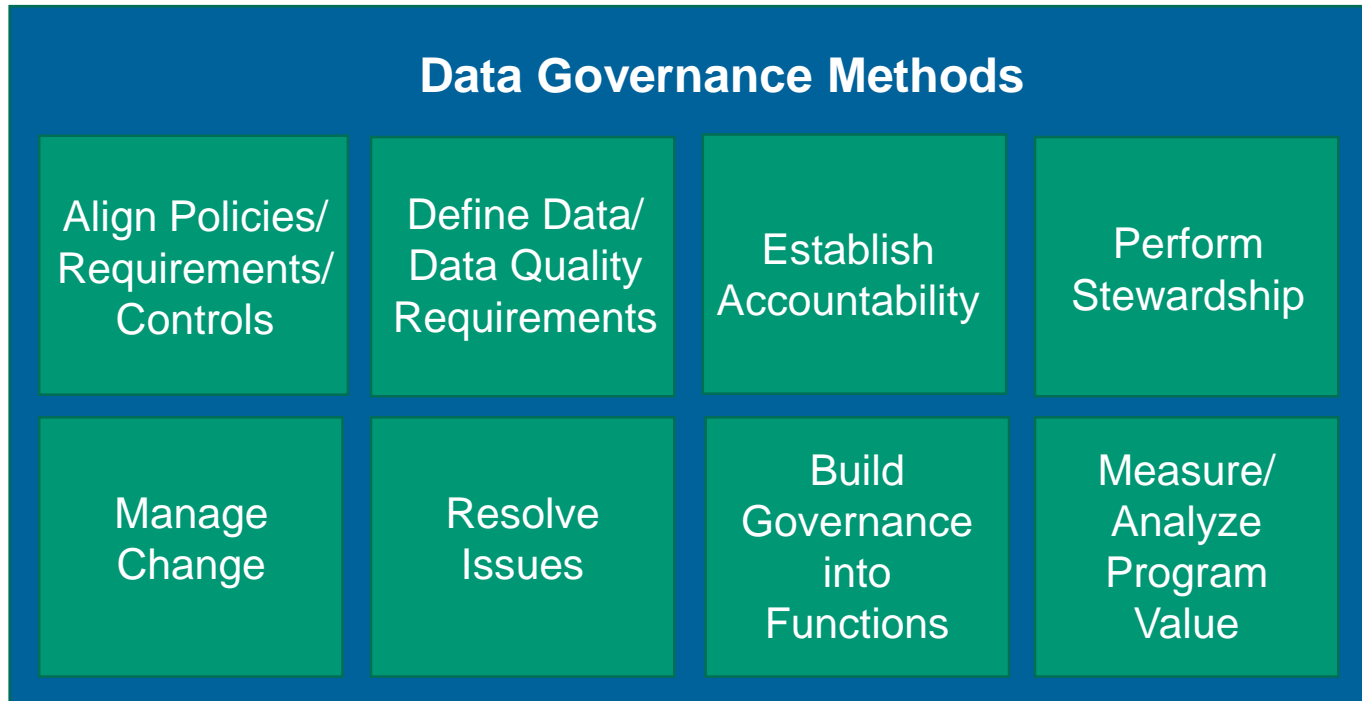 Data Governance Methods
Align Policies/
Requirements/
Controls
Define Data/
Data Quality
Requirements
Establish
Accountability
Perform
Stewardship
Manage
Change
Resolve
Issues
Build
Governance
into
Functions
Measure/
Analyze
Program
Value